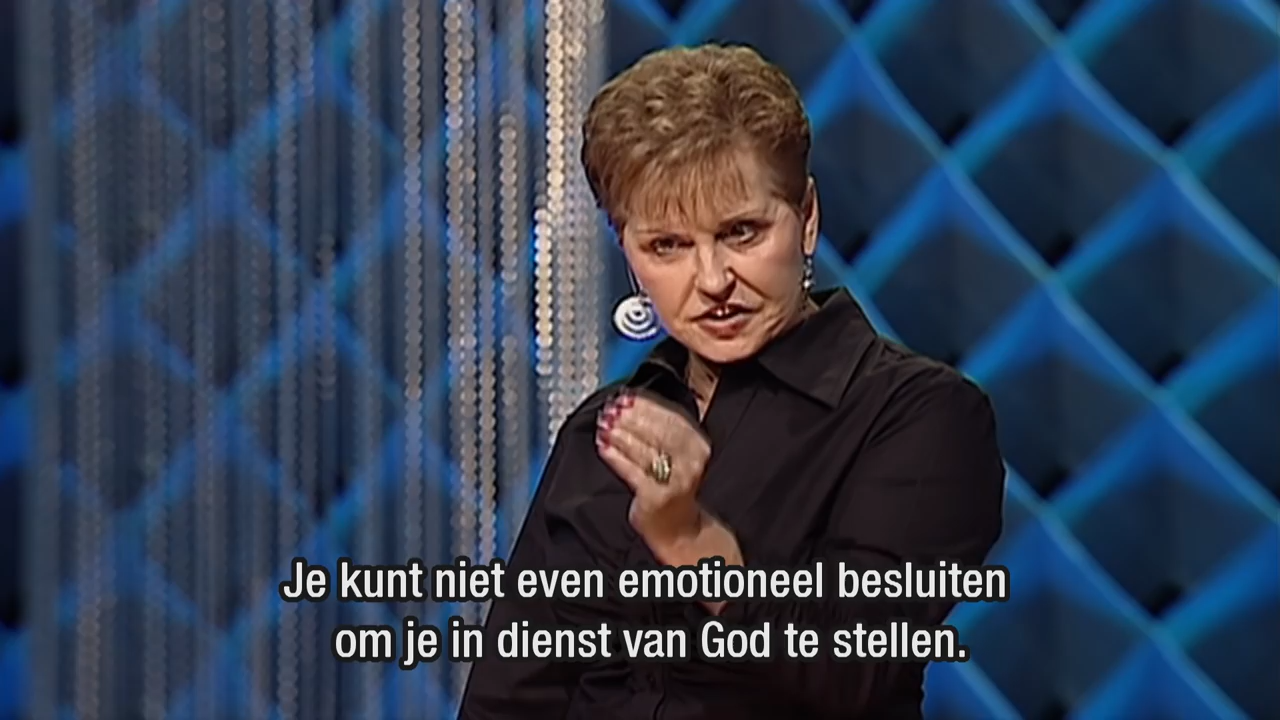 Je kunt niet even emotioneel besluiten
om je in dienst van God te stellen.